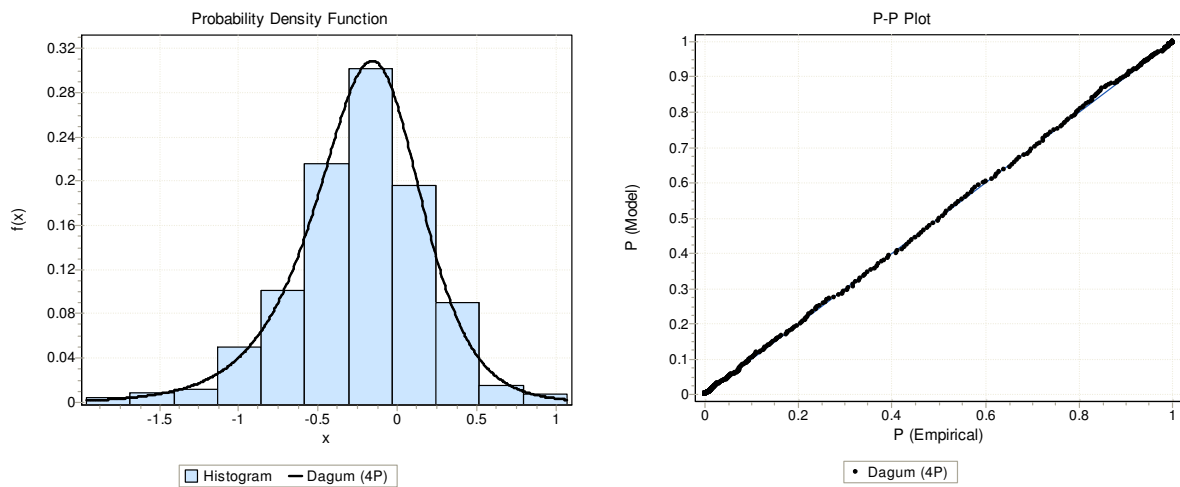 Probability Density Function
0.32
0.28
0.24
0.2
0.16
0.12
0.08
0.04
0
f(x)
-1.5 -1 -0.5 0 0.5 1
x
Histogram Dagum (4P)
P-P Plot
1
0.9
0.8
0.7
0.6
0.5
0.4
0.3
0.2
0.1
0
P (Model)
0 0.2 0.4 0.6 0.8 1
P (Empirical)
Dagum (4P)